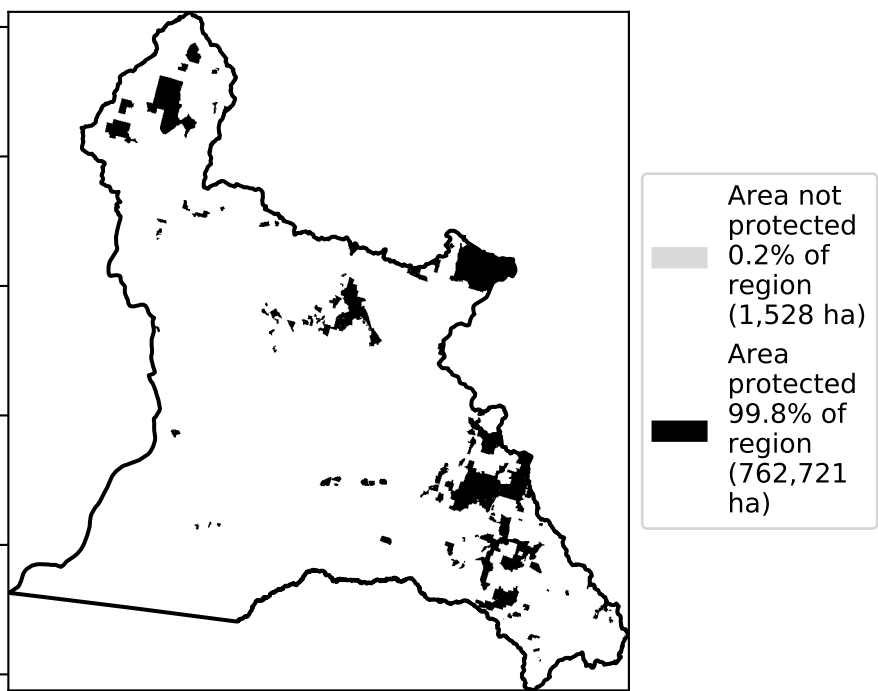 Area not
protected
0.2% of
region
(1,528 ha)
Area
protected
99.8% of
region
(762,721
ha)